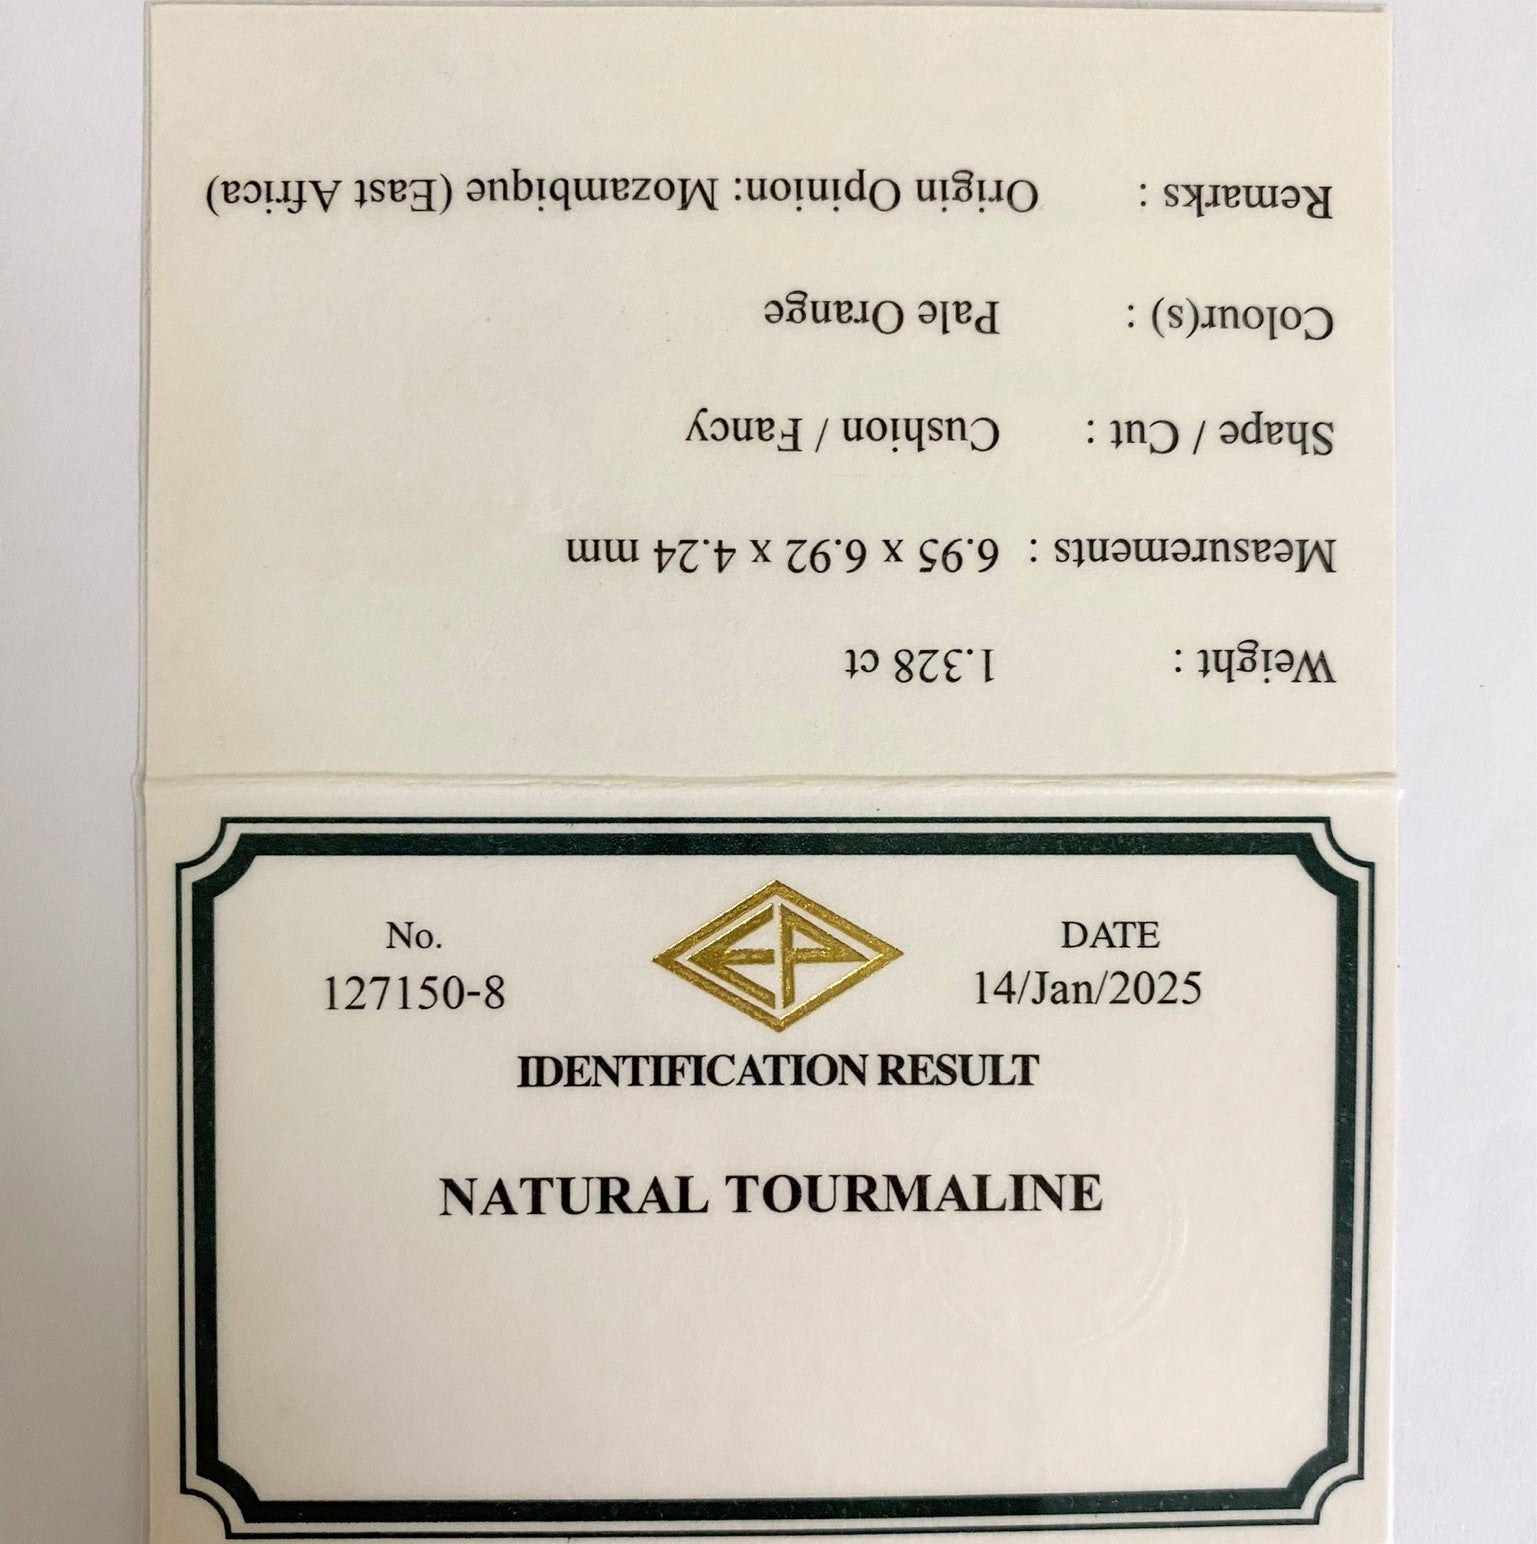 No.
127150-8
EP
DATE
14/Jan/2025
IDENTIFICATION RESULT
NATURAL TOURMALINE
Weight : 1.328 ct
Measurements : 6.95 x 6.92 x 4.24 mm
Shape / Cut : Cushion / Fancy
Colour(s) : Pale Orange
Remarks : Origin Opinion: Mozambique (East Africa)